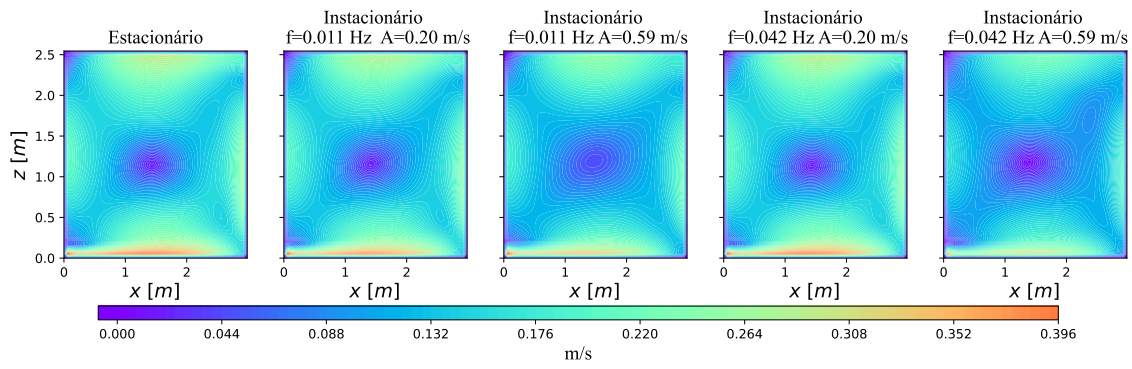 Estacionário
Instacionário
f=0.011 Hz A=0.20 m/s
Instacionário
f=0.011 Hz A=0.59 m/s
Instacionário
f=0.042 Hz A=0.20 m/s
Instacionário
f=0.042 Hz A=0.59 m/s
2.5
2.0
1.5
1.0
0.5
0.0
z [m]
0 1 2
0 1 2
0 1 2
0 1 2
0 1 2
x [m]
x [m]
x [m]
x [m]
x [m]
0.000 0.044 0.088 0.132 0.176 0.220 0.264 0.308 0.352 0.396
m/s